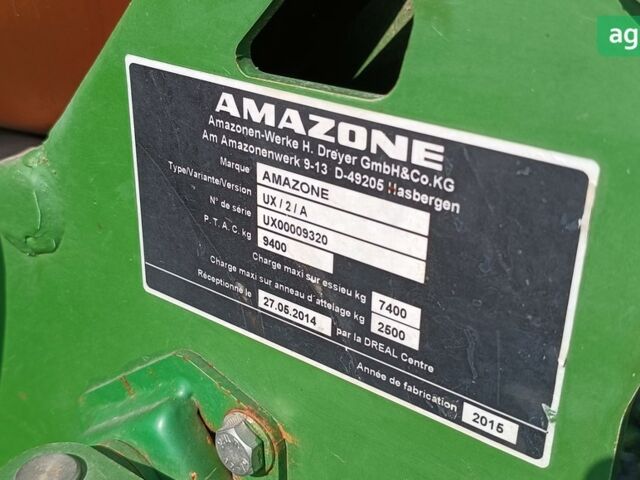 ag
AMAZONE
Amazonen-Werke H. Dreyer GmbH&Co.KG
Am Amazonenwerk 9-13 D-49205 Hasbergen
Marque AMAZONE
Type/Variante/Version UX / 2 / A
N° de série UX00009320
P. T. A. C. kg 9400
Charge maxi sur essieu kg 7400
Charge maxi sur anneau d'attelage kg 2500
Réceptionné le 27.05.2014 par la DREAL Centre
Année de fabrication 2015